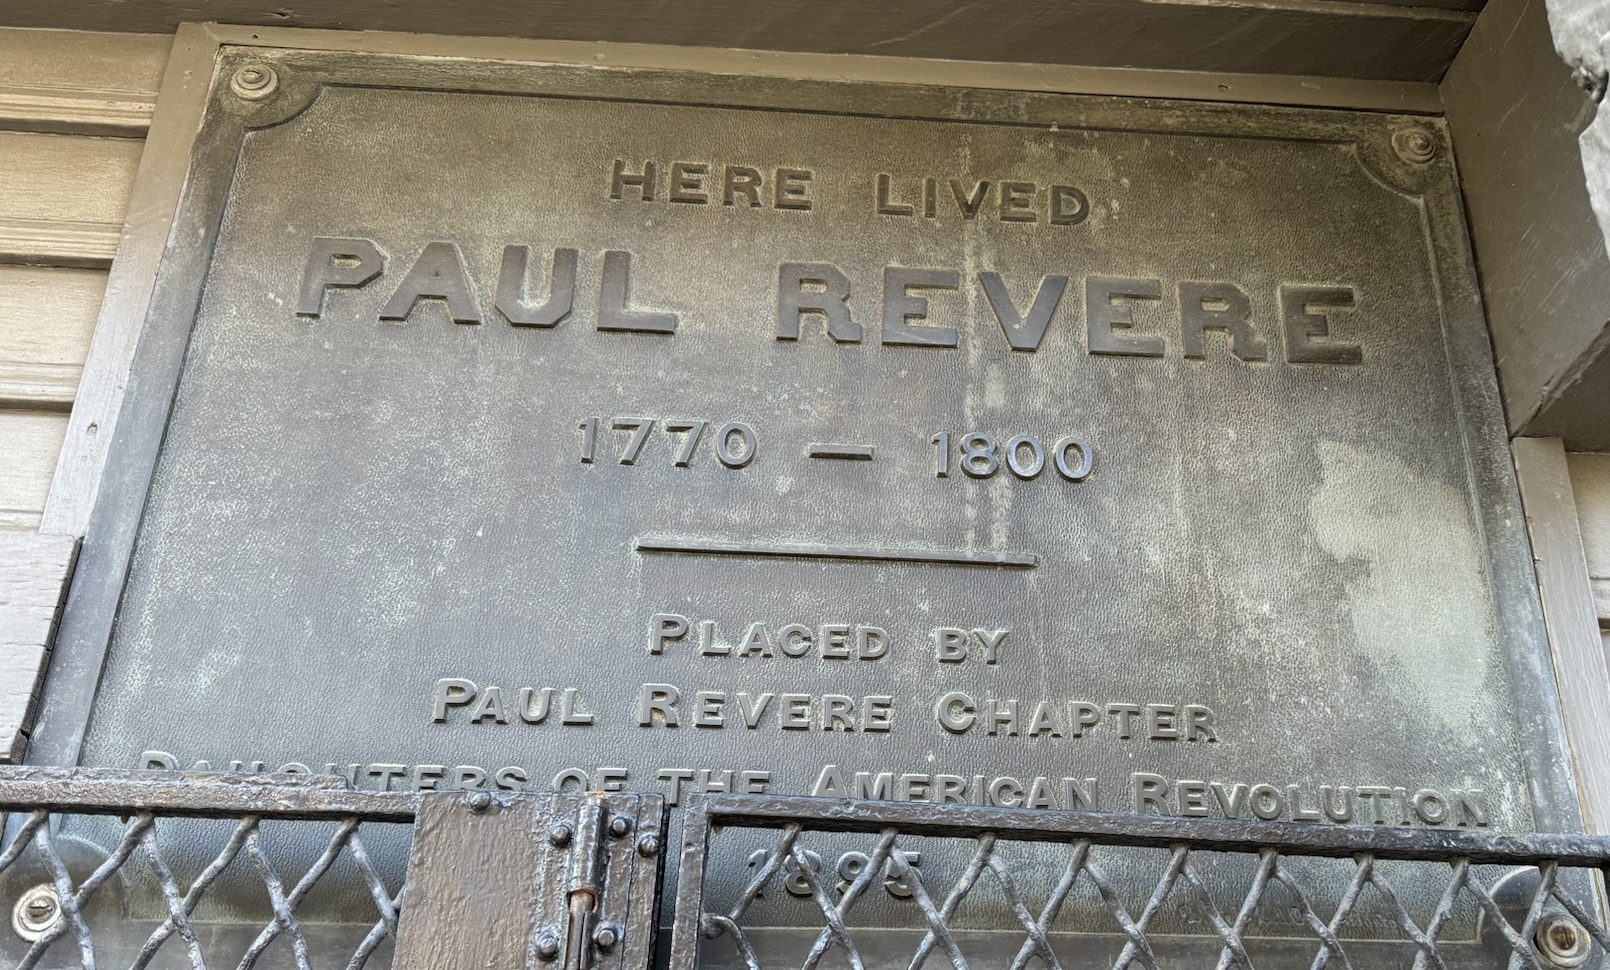 HERE LIVED
PAUL REVERE
1770 — 1800
PLACED BY
PAUL REVERE CHAPTER
DAUGHTERS OF THE AMERICAN REVOLUTION
1895